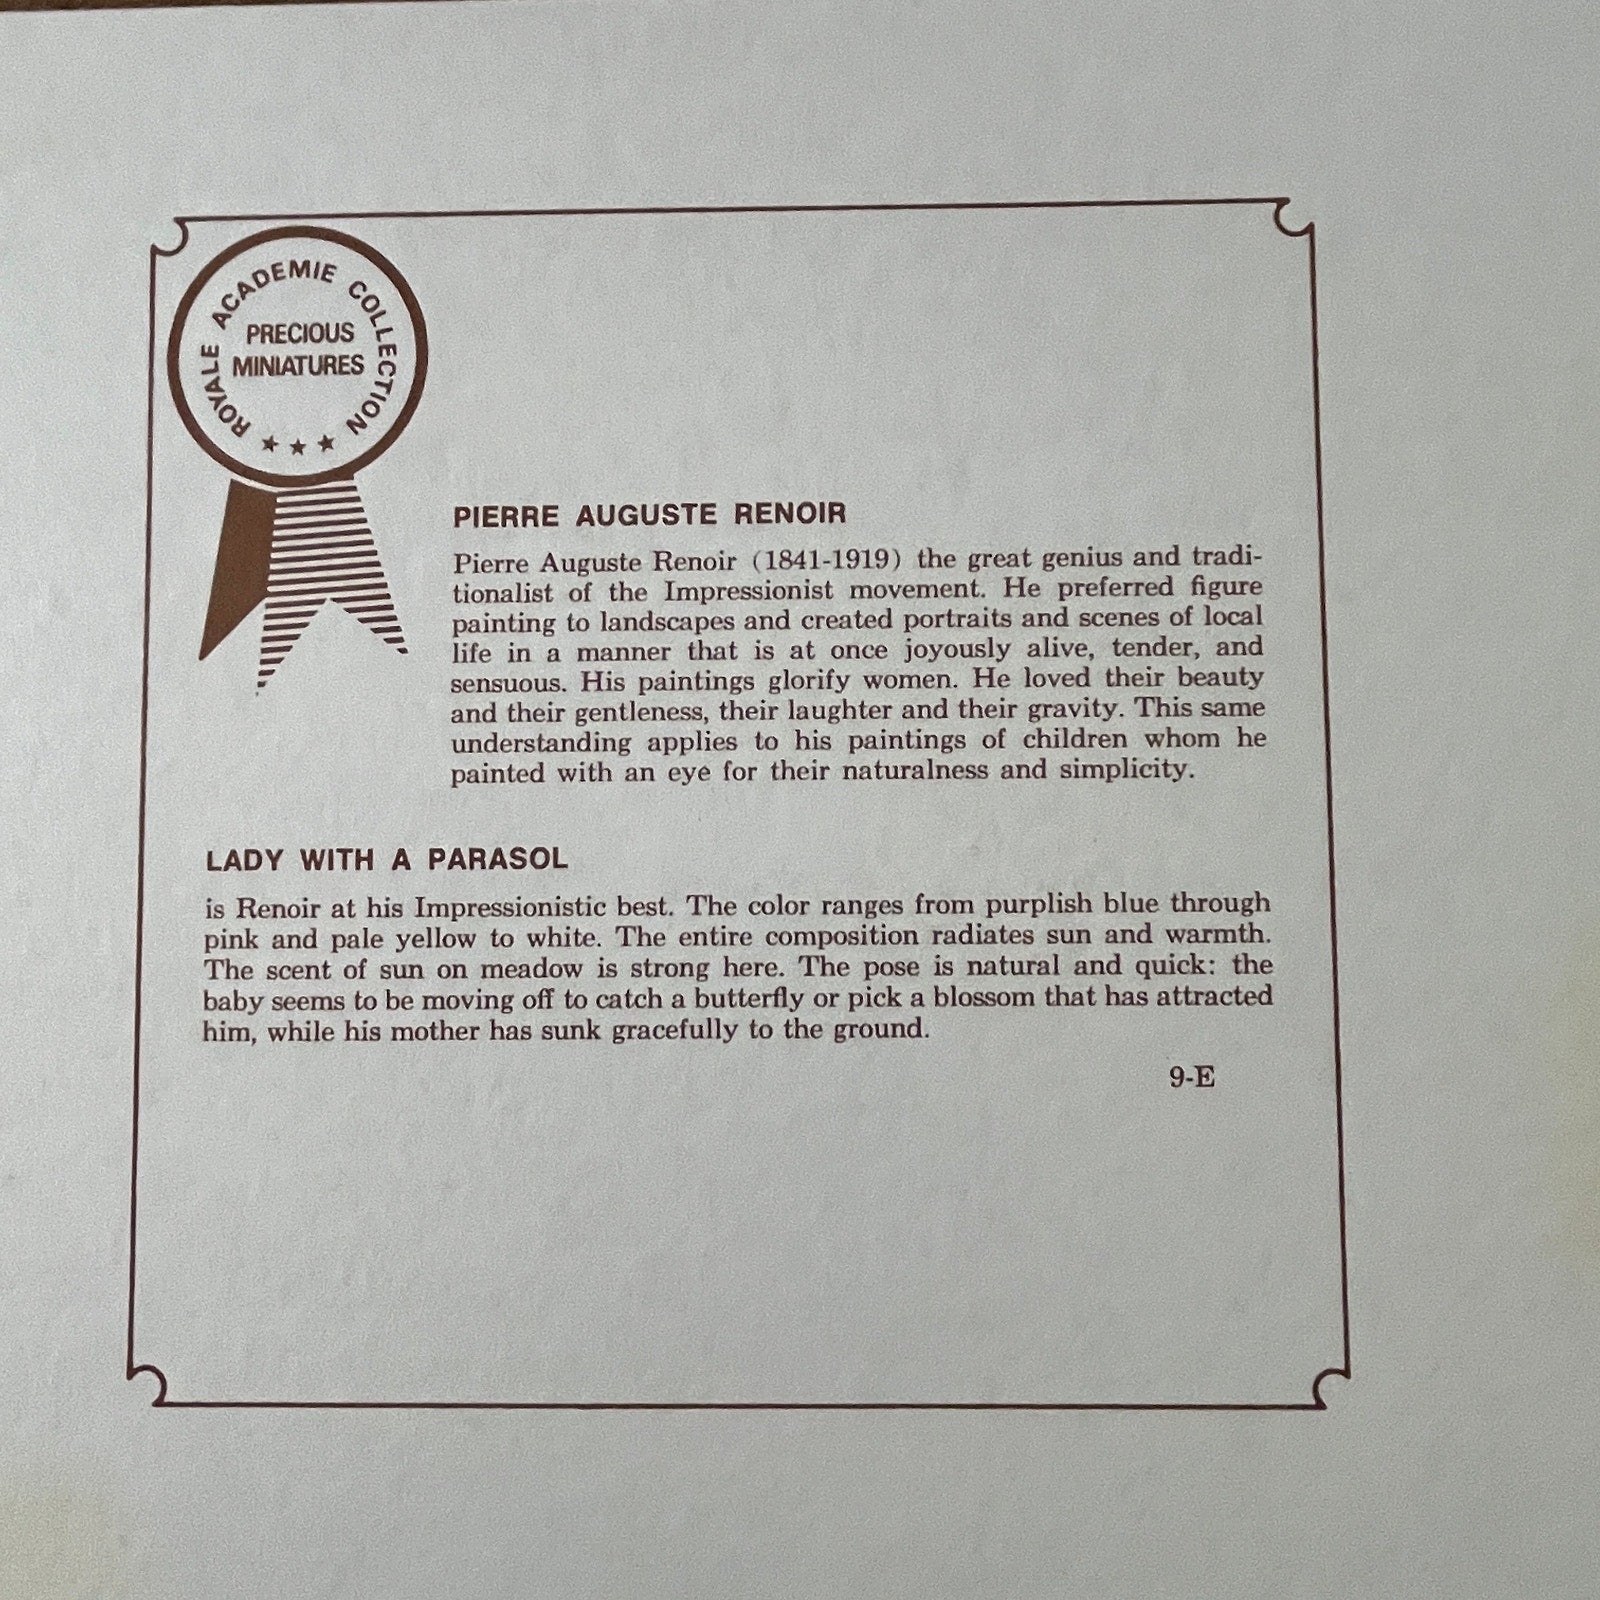 ROYALE ACADEMIE COLLECTION
PRECIOUS
MINIATURES
PIERRE AUGUSTE RENOIR
Pierre Auguste Renoir (1841-1919) the great genius and tradi-
tionalist of the Impressionist movement. He preferred figure
painting to landscapes and created portraits and scenes of local
life in a manner that is at once joyously alive, tender, and
sensuous. His paintings glorify women. He loved their beauty
and their gentleness, their laughter and their gravity. This same
understanding applies to his paintings of children whom he
painted with an eye for their naturalness and simplicity.
LADY WITH A PARASOL
is Renoir at his Impressionistic best. The color ranges from purplish blue through
pink and pale yellow to white. The entire composition radiates sun and warmth.
The scent of sun on meadow is strong here. The pose is natural and quick: the
baby seems to be moving off to catch a butterfly or pick a blossom that has attracted
him, while his mother has sunk gracefully to the ground.
9-E